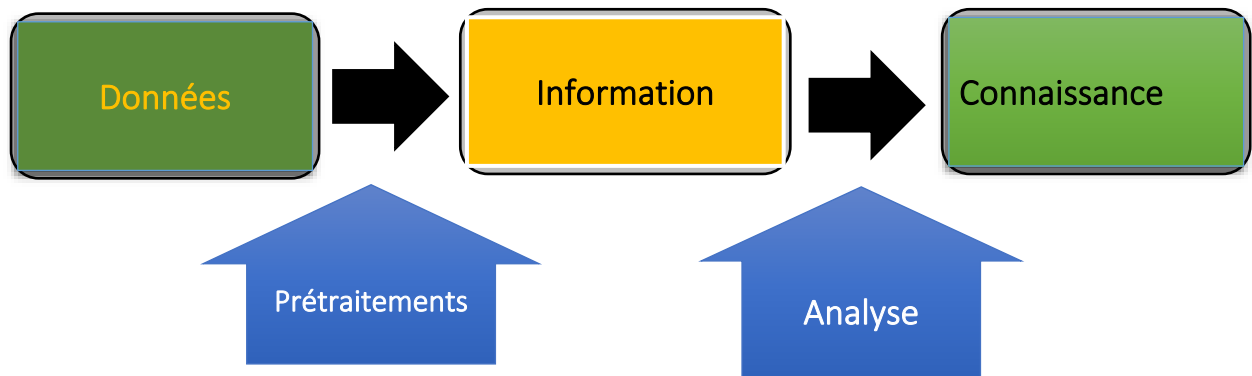 Données
Information
Connaissance
Prétraitements
Analyse